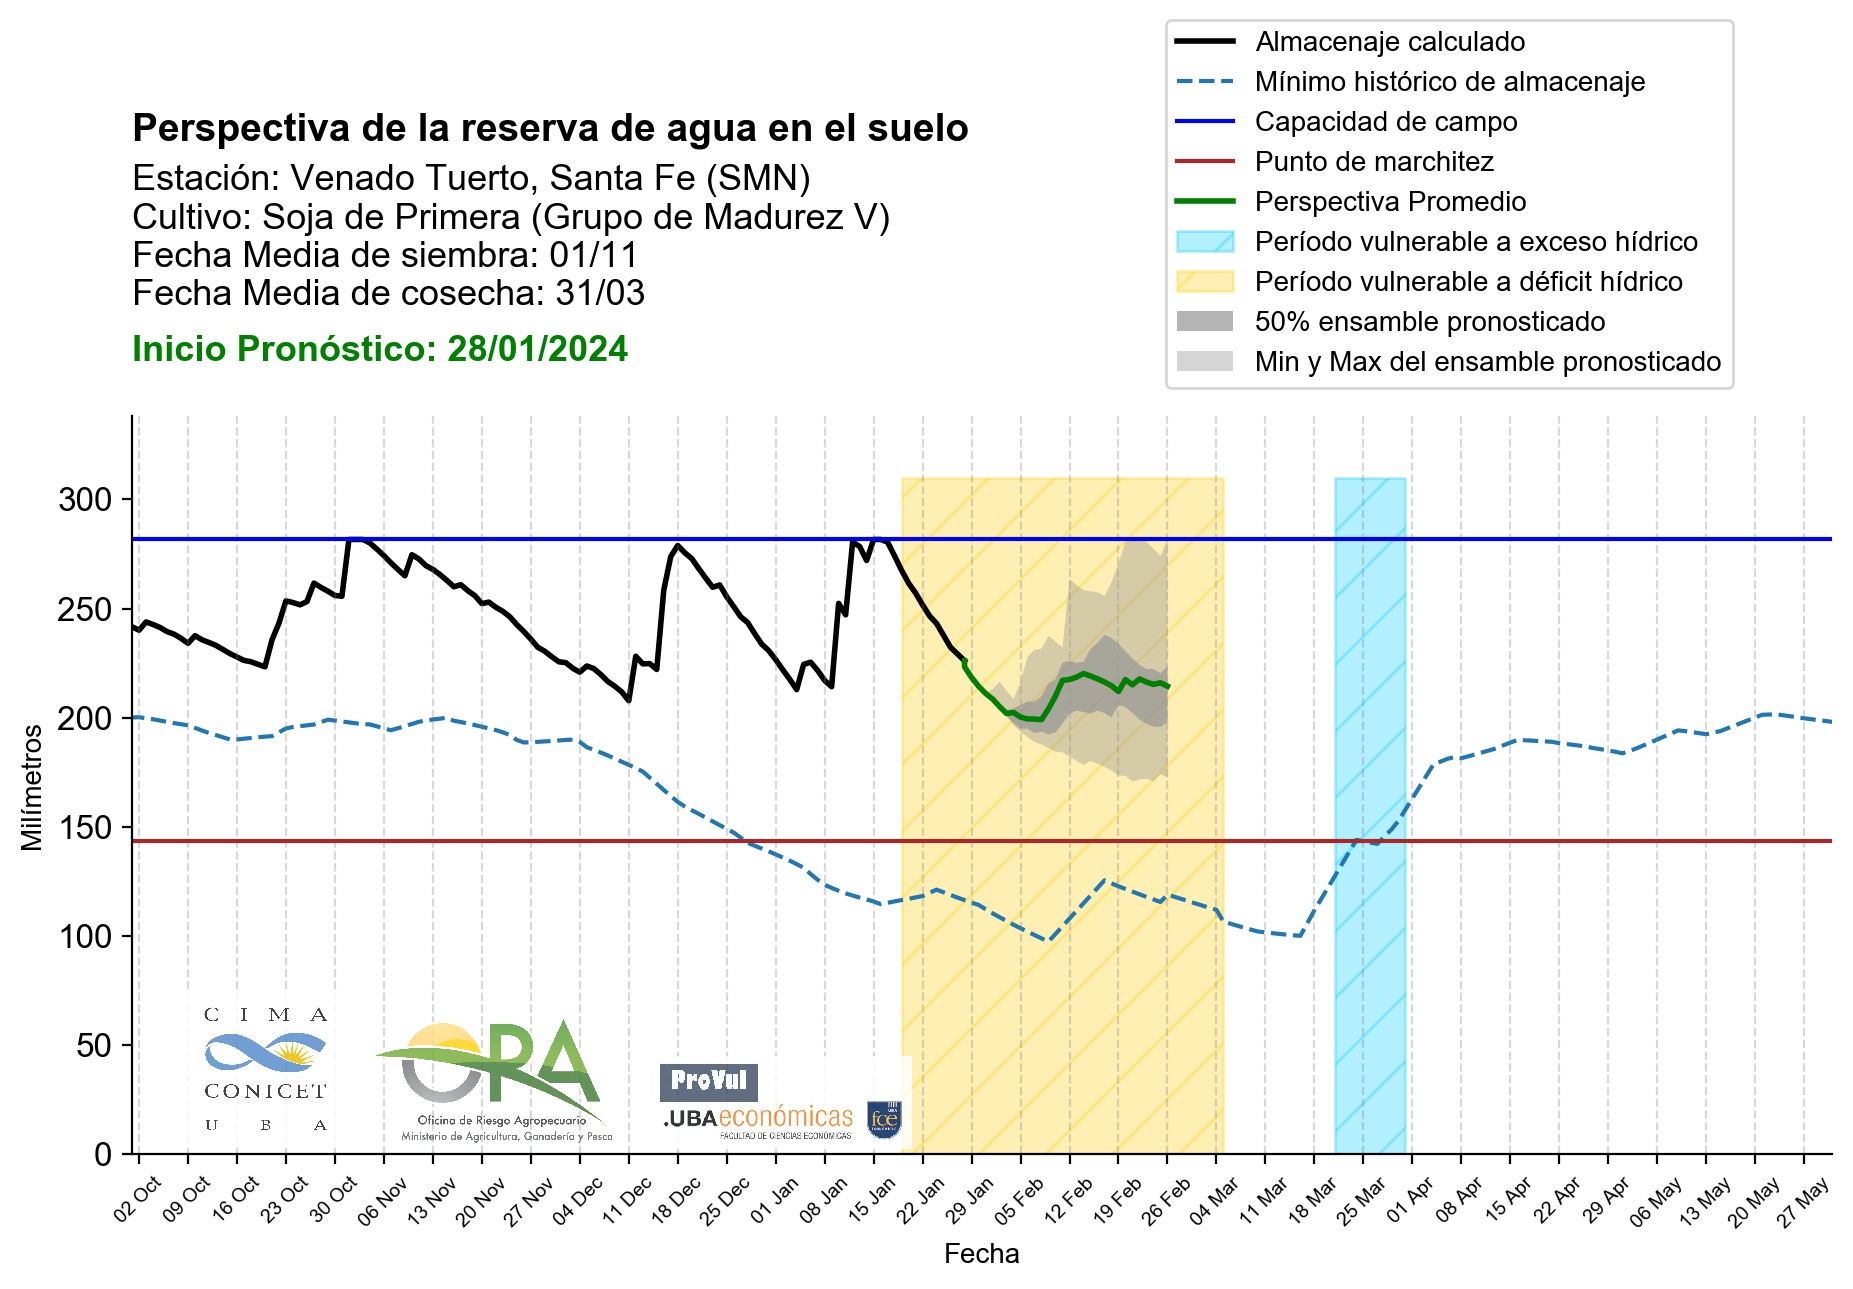 Almacenaje calculado
Mínimo histórico de almacenaje
Capacidad de campo
Punto de marchitez
Perspectiva Promedio
Período vulnerable a exceso hídrico
Período vulnerable a déficit hídrico
50% ensamble pronosticado
Min y Max del ensamble pronosticado
Perspectiva de la reserva de agua en el suelo
Estación: Venado Tuerto, Santa Fe (SMN)
Cultivo: Soja de Primera (Grupo de Madurez V)
Fecha Media de siembra: 01/11
Fecha Media de cosecha: 31/03
Inicio Pronóstico: 28/01/2024
Milímetros
300
250
200
150
100
50
0
C I M A
CONICET
U B A
ORA
Oficina de Riesgo Agropecuario
Ministerio de Agricultura, Ganadería y Pesca
ProVul
.UBAeconómicas
FACULTAD DE CIENCIAS ECONÓMICAS
UBA
fce
02 Oct
09 Oct
16 Oct
23 Oct
30 Oct
06 Nov
13 Nov
20 Nov
27 Nov
04 Dec
11 Dec
18 Dec
25 Dec
01 Jan
08 Jan
15 Jan
22 Jan
29 Jan
05 Feb
12 Feb
19 Feb
26 Feb
04 Mar
11 Mar
18 Mar
25 Mar
01 Apr
08 Apr
15 Apr
22 Apr
29 Apr
06 May
13 May
20 May
27 May
Fecha